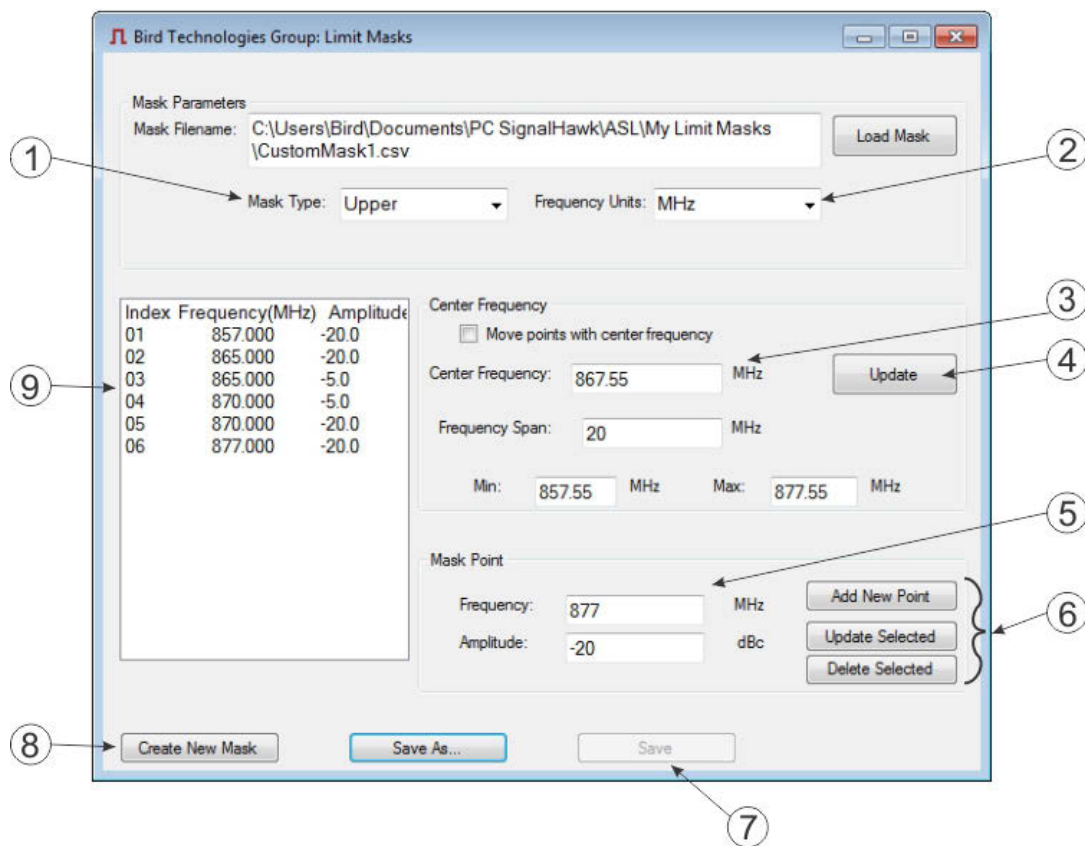 Bird Technologies Group: Limit Masks
Mask Parameters
Mask Filename: C:\Users\Bird\Documents\PC SignalHawk\ASL\My Limit Masks
\CustomMask1.csv
Load Mask
1
2
Mask Type: Upper Frequency Units: MHz
Index Frequency(MHz) Amplitude
01 857.000 -20.0
02 865.000 -20.0
03 865.000 -5.0
04 870.000 -5.0
05 870.000 -20.0
06 877.000 -20.0
9
Center Frequency
Move points with center frequency
3
Center Frequency: 867.55 MHz Update
4
Frequency Span: 20 MHz
Min: 857.55 MHz Max: 877.55 MHz
5
Mask Point
Frequency: 877 MHz Add New Point
6
Amplitude: -20 dBc Update Selected
Delete Selected
8
Create New Mask Save As... Save
7